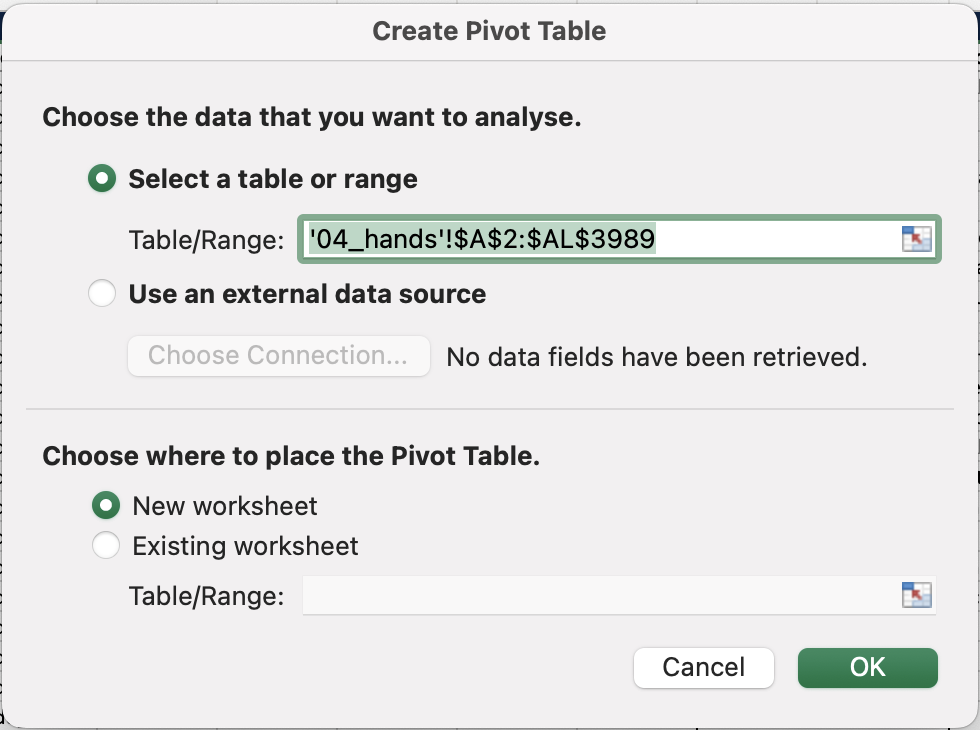 Create Pivot Table
Choose the data that you want to analyse.
Select a table or range
Table/Range: '04_hands'!$A$2:$AL$3989
Use an external data source
Choose Connection... No data fields have been retrieved.
Choose where to place the Pivot Table.
New worksheet
Existing worksheet
Table/Range:
Cancel OK